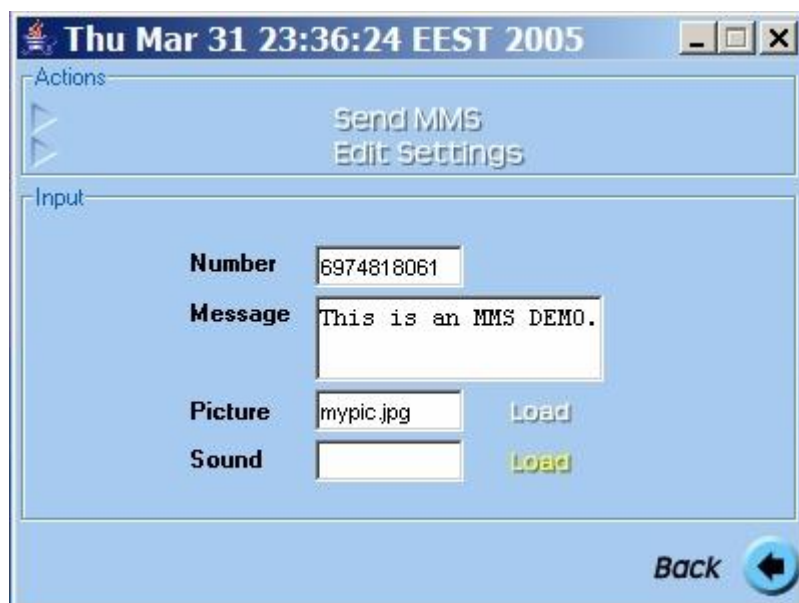 Thu Mar 31 23:36:24 EEST 2005
Actions
Send MMS
Edit Settings
Input
Number 6974818061
Message This is an MMS DEMO.
Picture mypic.jpg Load
Sound Load
Back